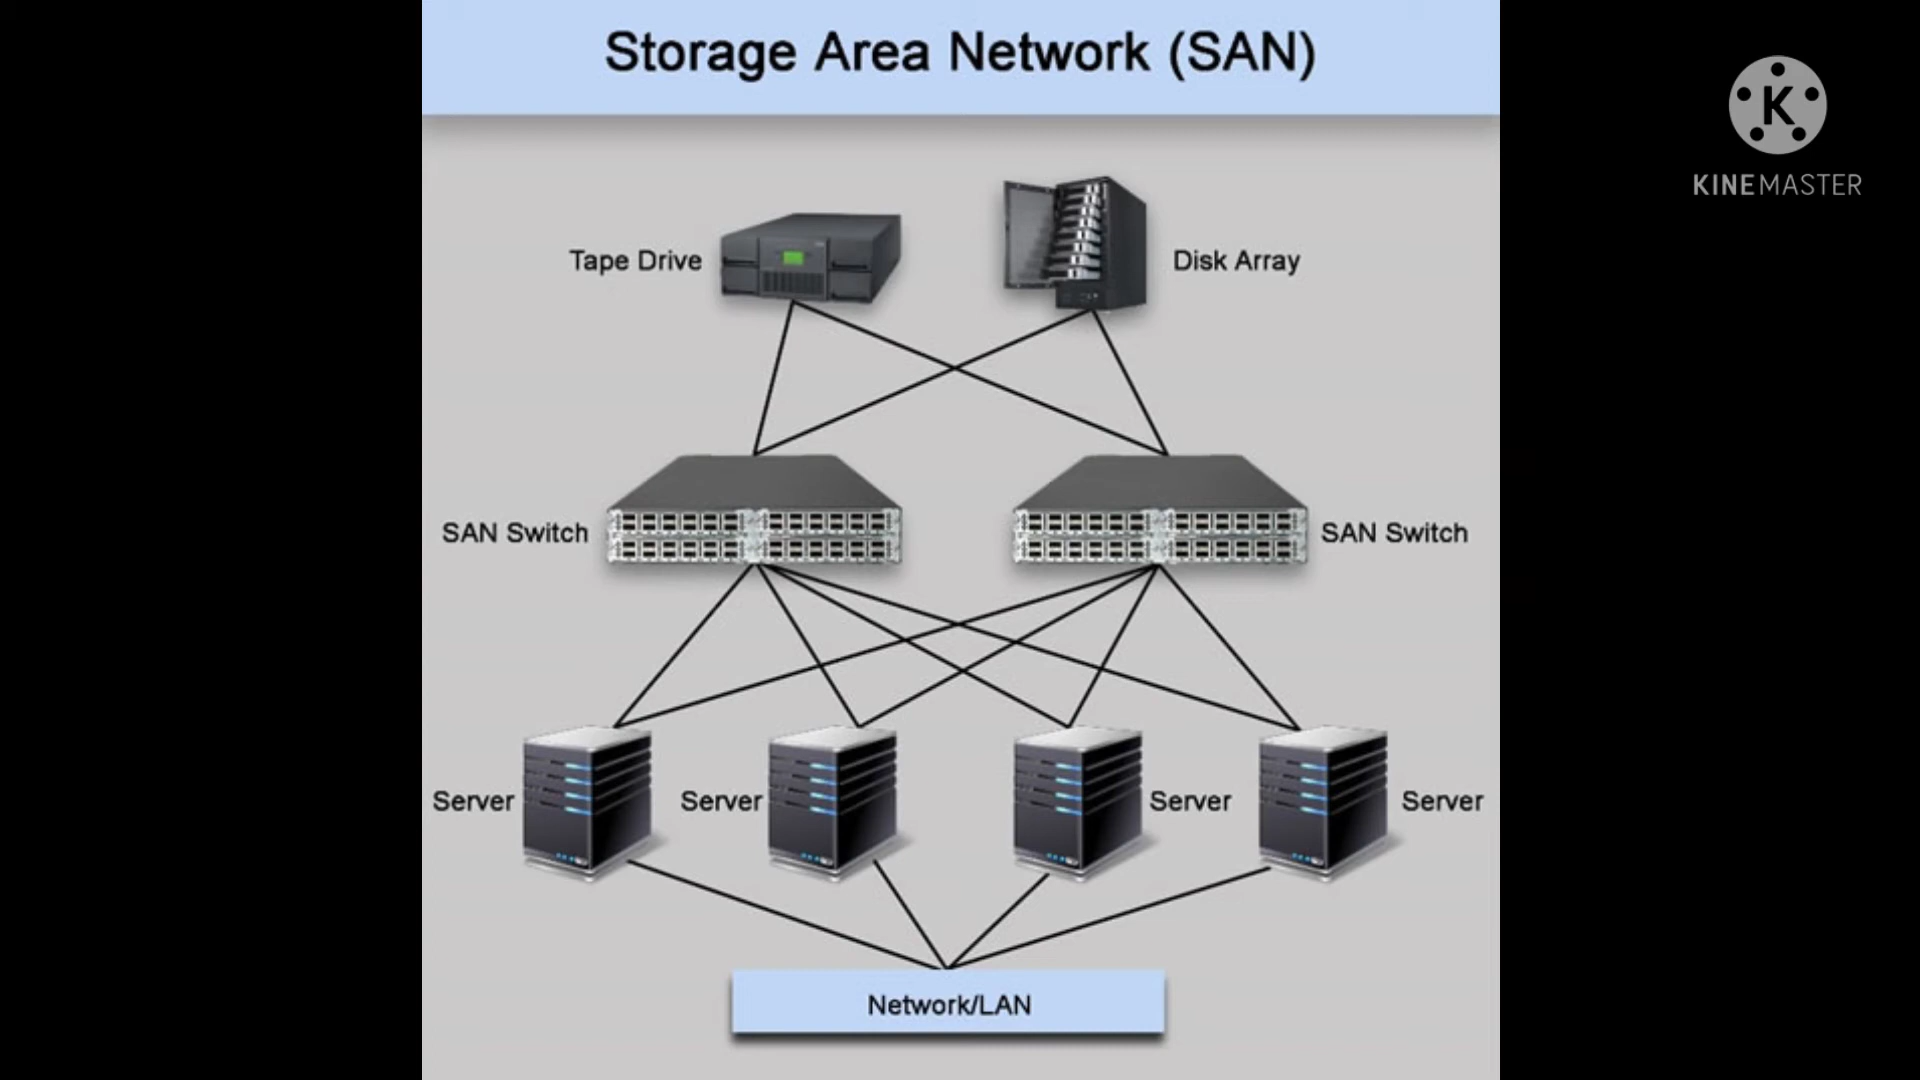 Storage Area Network (SAN)
K
KINEMASTER
Tape Drive
Disk Array
SAN Switch
SAN Switch
Server
Server
Server
Server
Network/LAN